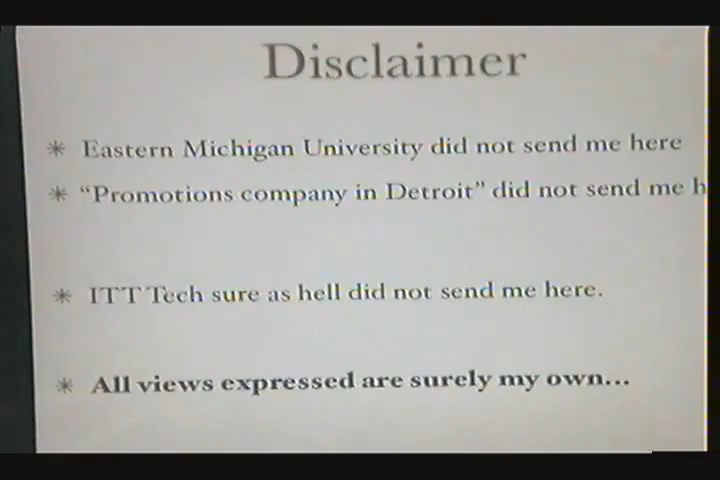 Disclaimer
* Eastern Michigan University did not send me here
* “Promotions company in Detroit” did not send me h
* ITT Tech sure as hell did not send me here.
* All views expressed are surely my own...